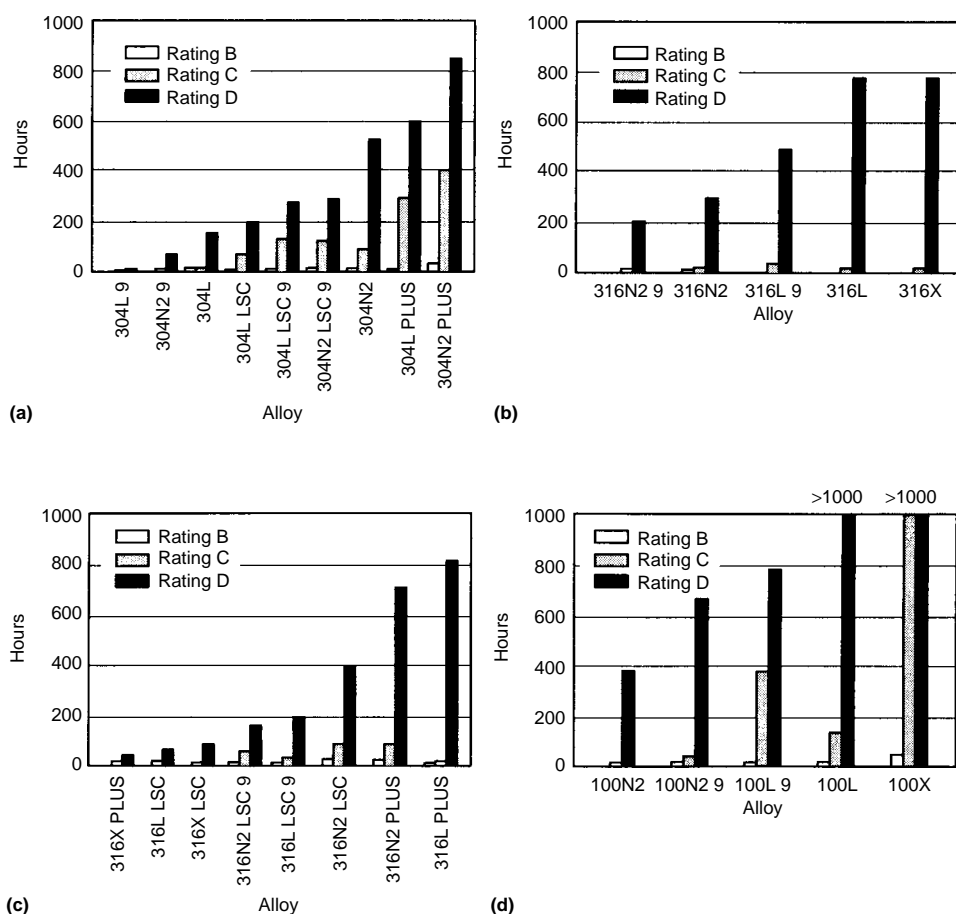 1000
800
600
400
200
0
Hours
Rating B
Rating C
Rating D
304L 9
304N2 9
304L
304L LSC
304L LSC 9
304N2 LSC 9
304N2
304L PLUS
304N2 PLUS
Alloy
(a)
1000
800
600
400
200
0
Hours
Rating B
Rating C
Rating D
316N2 9
316N2
316L 9
316L
316X
Alloy
(b)
1000
800
600
400
200
0
Hours
Rating B
Rating C
Rating D
316X PLUS
316L LSC
316X LSC
316N2 LSC 9
316L LSC 9
316N2 LSC
316N2 PLUS
316L PLUS
Alloy
(c)
>1000
>1000
1000
800
600
400
200
0
Hours
Rating B
Rating C
Rating D
100N2
100N2 9
100L 9
100L
100X
Alloy
(d)